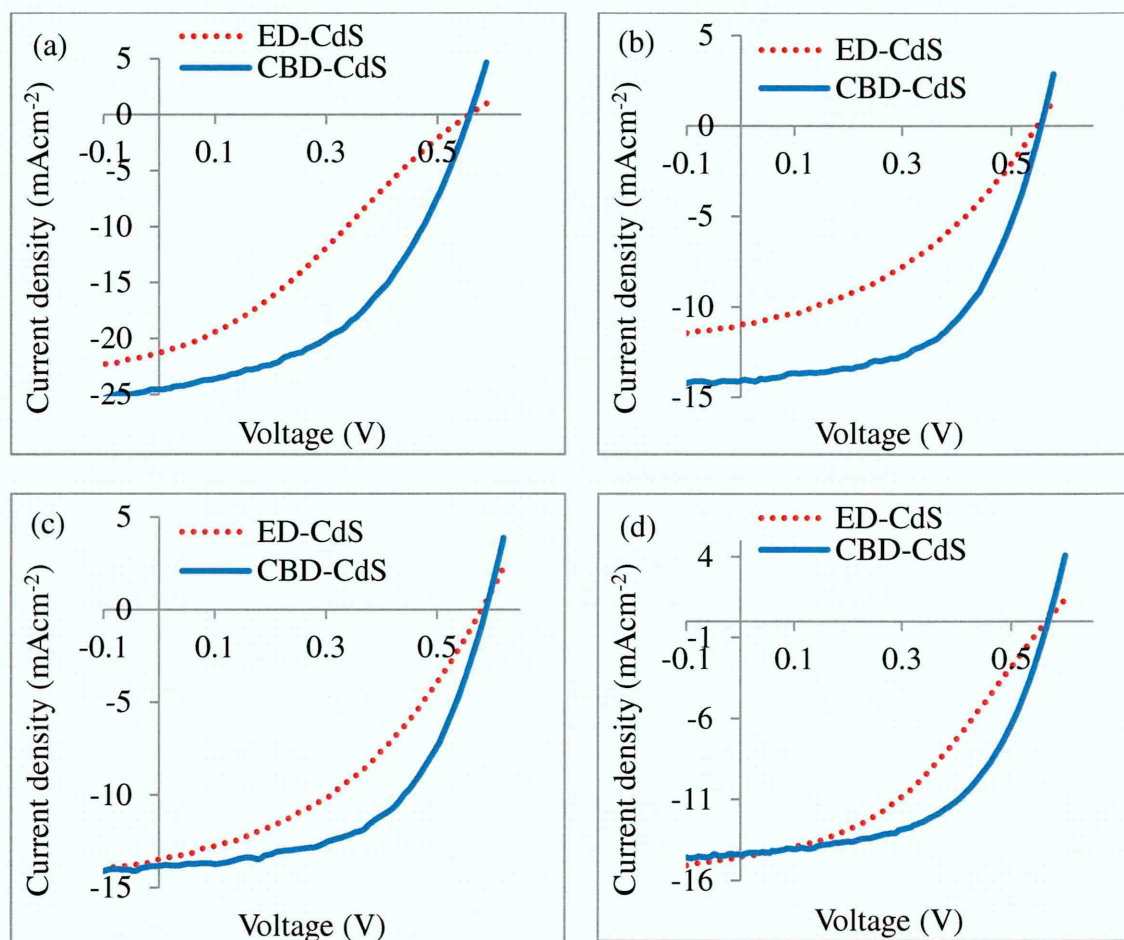 (a)
ED-CdS
CBD-CdS
5
0
-0.1 0.1 0.3 0.5
-5
-10
-15
-20
-25
Current density (mAcm⁻²)
Voltage (V)
(b)
ED-CdS
CBD-CdS
5
0
-0.1 0.1 0.3 0.5
-5
-10
-15
Current density (mAcm⁻²)
Voltage (V)
(c)
ED-CdS
CBD-CdS
5
0
-0.1 0.1 0.3 0.5
-5
-10
-15
Current density (mAcm⁻²)
Voltage (V)
(d)
ED-CdS
CBD-CdS
4
-1
-0.1 0.1 0.3 0.5
-6
-11
-16
Current density (mAcm⁻²)
Voltage (V)